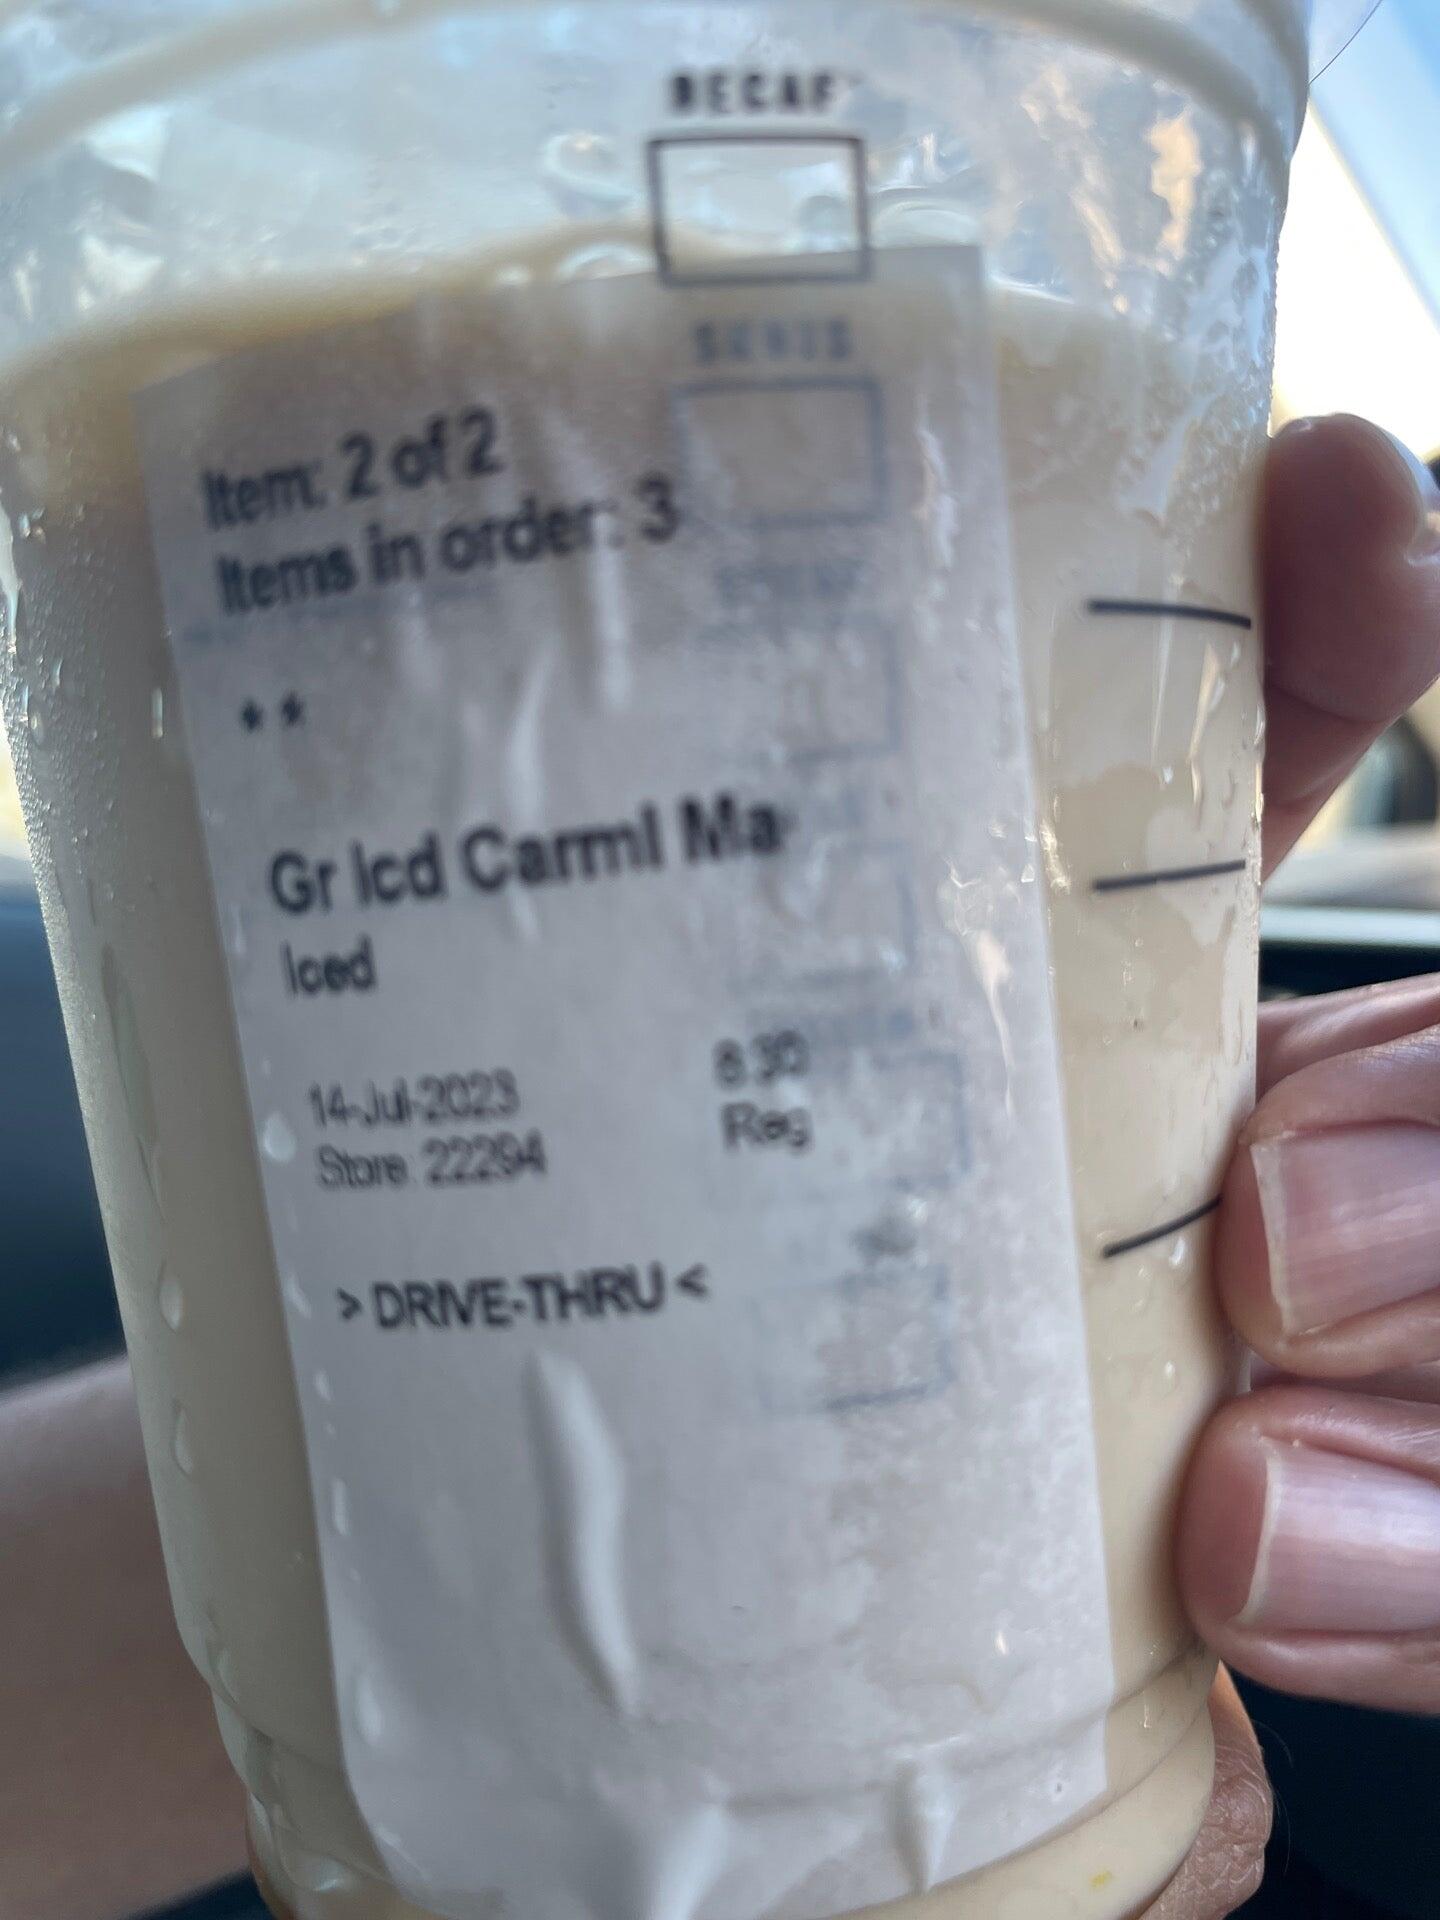 DECAF
SHOTS
Item: 2 of 2
Items in order: 3
**
Gr Icd Carml Ma
Iced
14-Jul-2023 8:30
Store: 22294 Reg
> DRIVE-THRU <